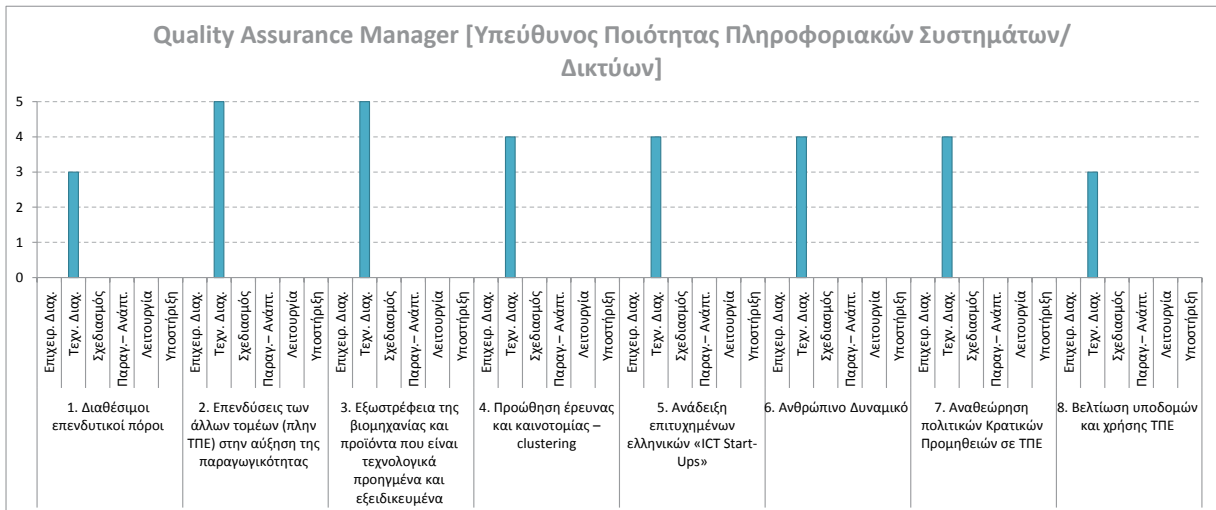 Quality Assurance Manager [Υπεύθυνος Ποιότητας Πληροφοριακών Συστημάτων/
Δικτύων]
5
4
3
2
1
0
Επιχειρ. Διαχ.
Τεχν. Διαχ.
Σχεδιασμός
Παραγ.– Ανάπτ.
Λειτουργία
Υποστήριξη
Επιχειρ. Διαχ.
Τεχν. Διαχ.
Σχεδιασμός
Παραγ.– Ανάπτ.
Λειτουργία
Υποστήριξη
Επιχειρ. Διαχ.
Τεχν. Διαχ.
Σχεδιασμός
Παραγ.– Ανάπτ.
Λειτουργία
Υποστήριξη
Επιχειρ. Διαχ.
Τεχν. Διαχ.
Σχεδιασμός
Παραγ.– Ανάπτ.
Λειτουργία
Υποστήριξη
Επιχειρ. Διαχ.
Τεχν. Διαχ.
Σχεδιασμός
Παραγ.– Ανάπτ.
Λειτουργία
Υποστήριξη
Επιχειρ. Διαχ.
Τεχν. Διαχ.
Σχεδιασμός
Παραγ.– Ανάπτ.
Λειτουργία
Υποστήριξη
Επιχειρ. Διαχ.
Τεχν. Διαχ.
Σχεδιασμός
Παραγ.– Ανάπτ.
Λειτουργία
Υποστήριξη
Επιχειρ. Διαχ.
Τεχν. Διαχ.
Σχεδιασμός
Παραγ.– Ανάπτ.
Λειτουργία
Υποστήριξη
1. Διαθέσιμοι
επενδυτικοί πόροι
2. Επενδύσεις των
άλλων τομέων (πλην
ΤΠΕ) στην αύξηση της
παραγωγικότητας
3. Εξωστρέφεια της
βιομηχανίας και
προϊόντα που είναι
τεχνολογικά
προηγμένα και
εξειδικευμένα
4. Προώθηση έρευνας
και καινοτομίας –
clustering
5. Ανάδειξη
επιτυχημένων
ελληνικών «ICT Start-
Ups»
6. Ανθρώπινο Δυναμικό
7. Αναθεώρηση
πολιτικών Κρατικών
Προμηθειών σε ΤΠΕ
8. Βελτίωση υποδομών
και χρήσης ΤΠΕ